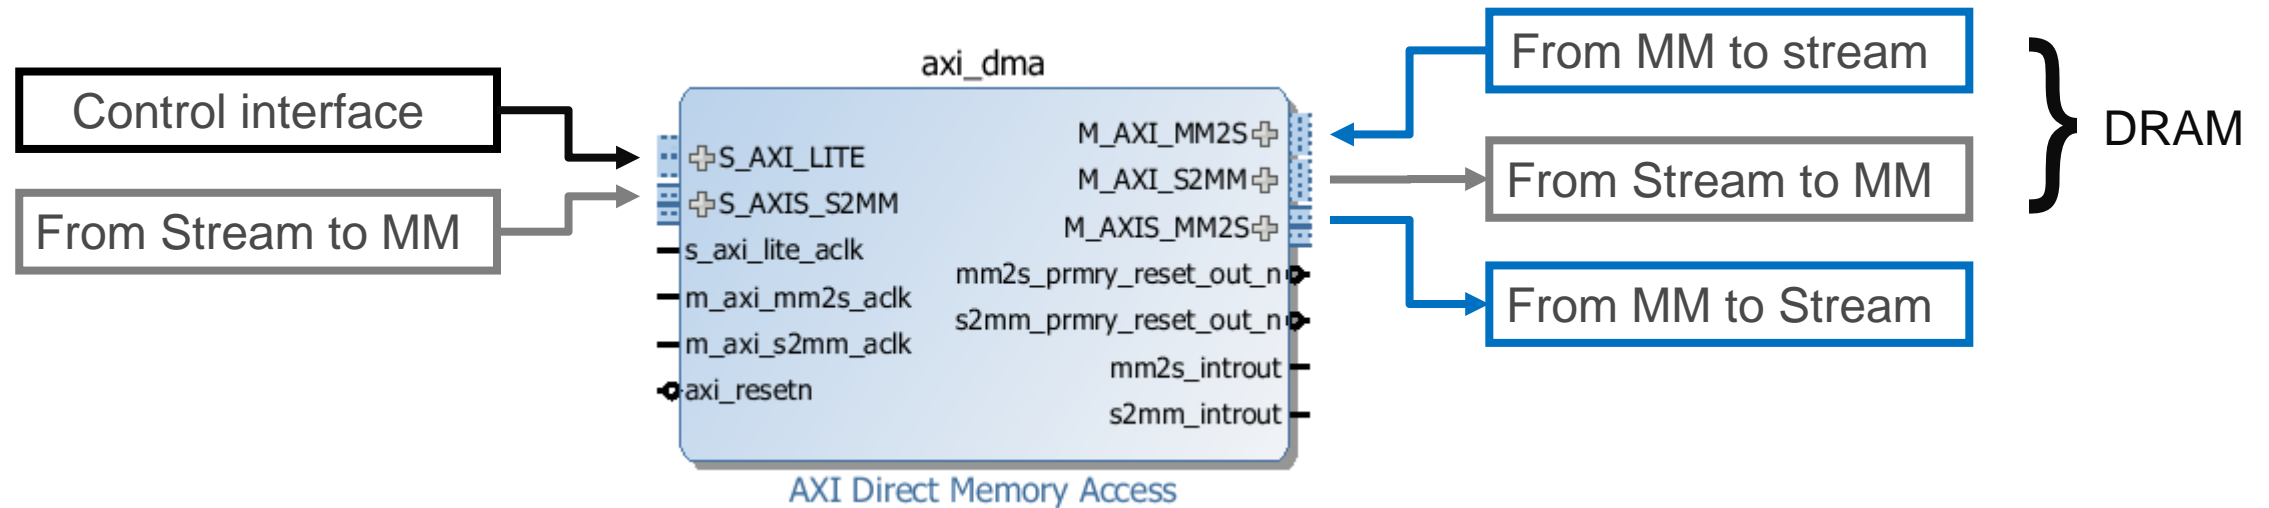 Control interface
From Stream to MM
axi_dma
S_AXI_LITE
S_AXIS_S2MM
s_axi_lite_aclk
m_axi_mm2s_aclk
m_axi_s2mm_aclk
axi_resetn
M_AXI_MM2S
M_AXI_S2MM
M_AXIS_MM2S
mm2s_prmry_reset_out_n
s2mm_prmry_reset_out_n
mm2s_introut
s2mm_introut
AXI Direct Memory Access
From MM to stream
From Stream to MM
From MM to Stream
} DRAM